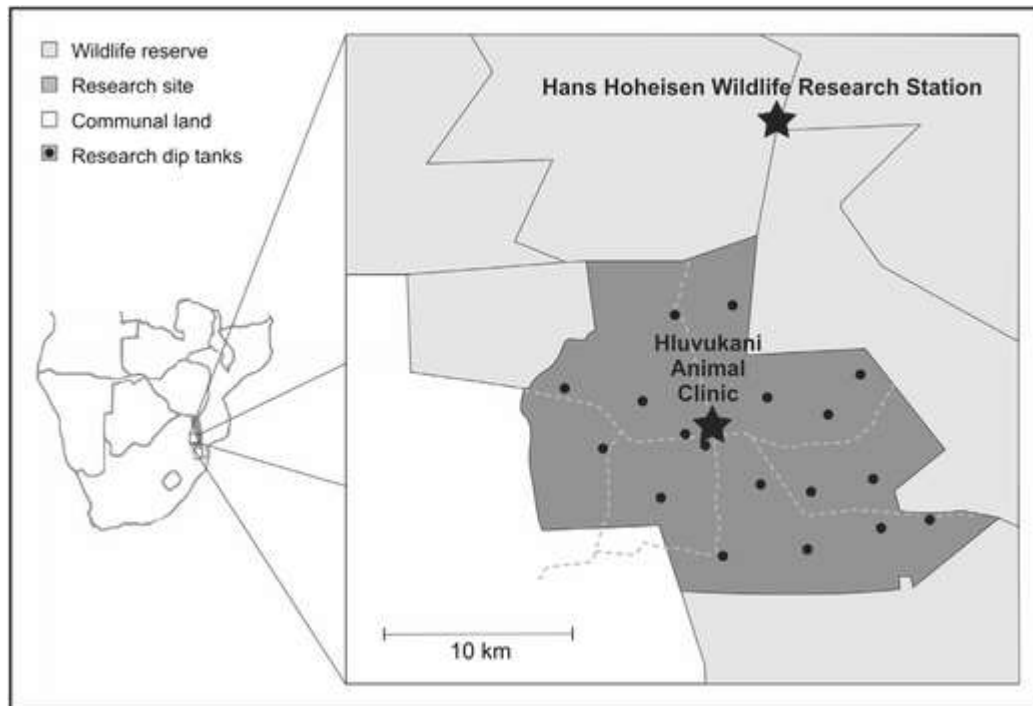 Wildlife reserve
Research site
Communal land
Research dip tanks
Hans Hoheisen Wildlife Research Station
Hluvukani
Animal
Clinic
10 km